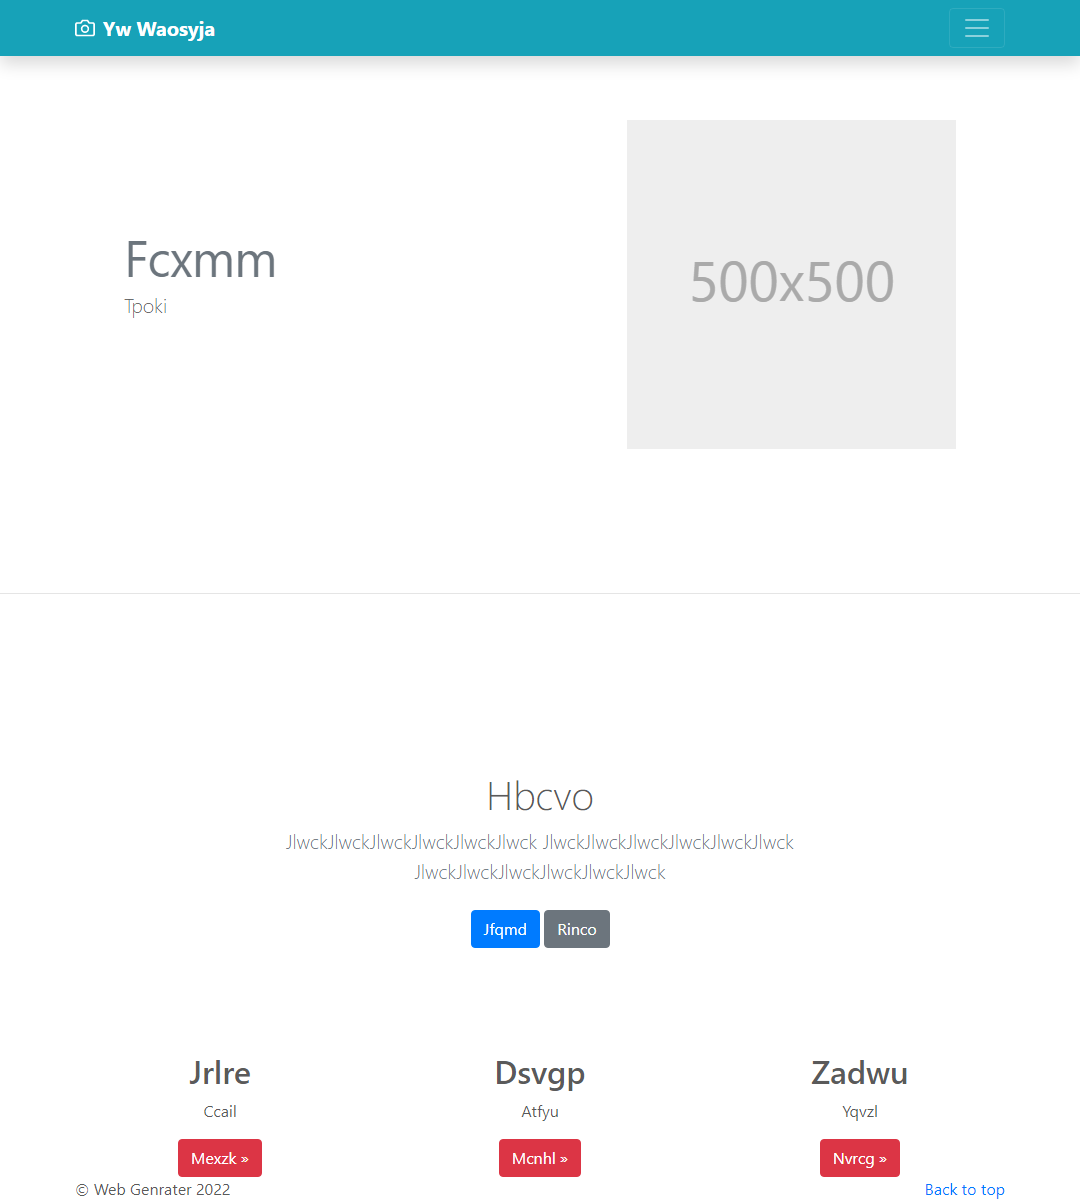 Yw Waosyja
Fcxmm
Tpoki
500x500
Hbcvo
JlwckJlwckJlwckJlwckJlwckJlwck JlwckJlwckJlwckJlwckJlwckJlwck
JlwckJlwckJlwckJlwckJlwckJlwck
Jfqmd Rinco
Jrlre Dsvgp Zadwu
Ccail Atfyu Yqvzl
Mexzk » Mcnhl » Nvrcg »
© Web Genrater 2022 Back to top